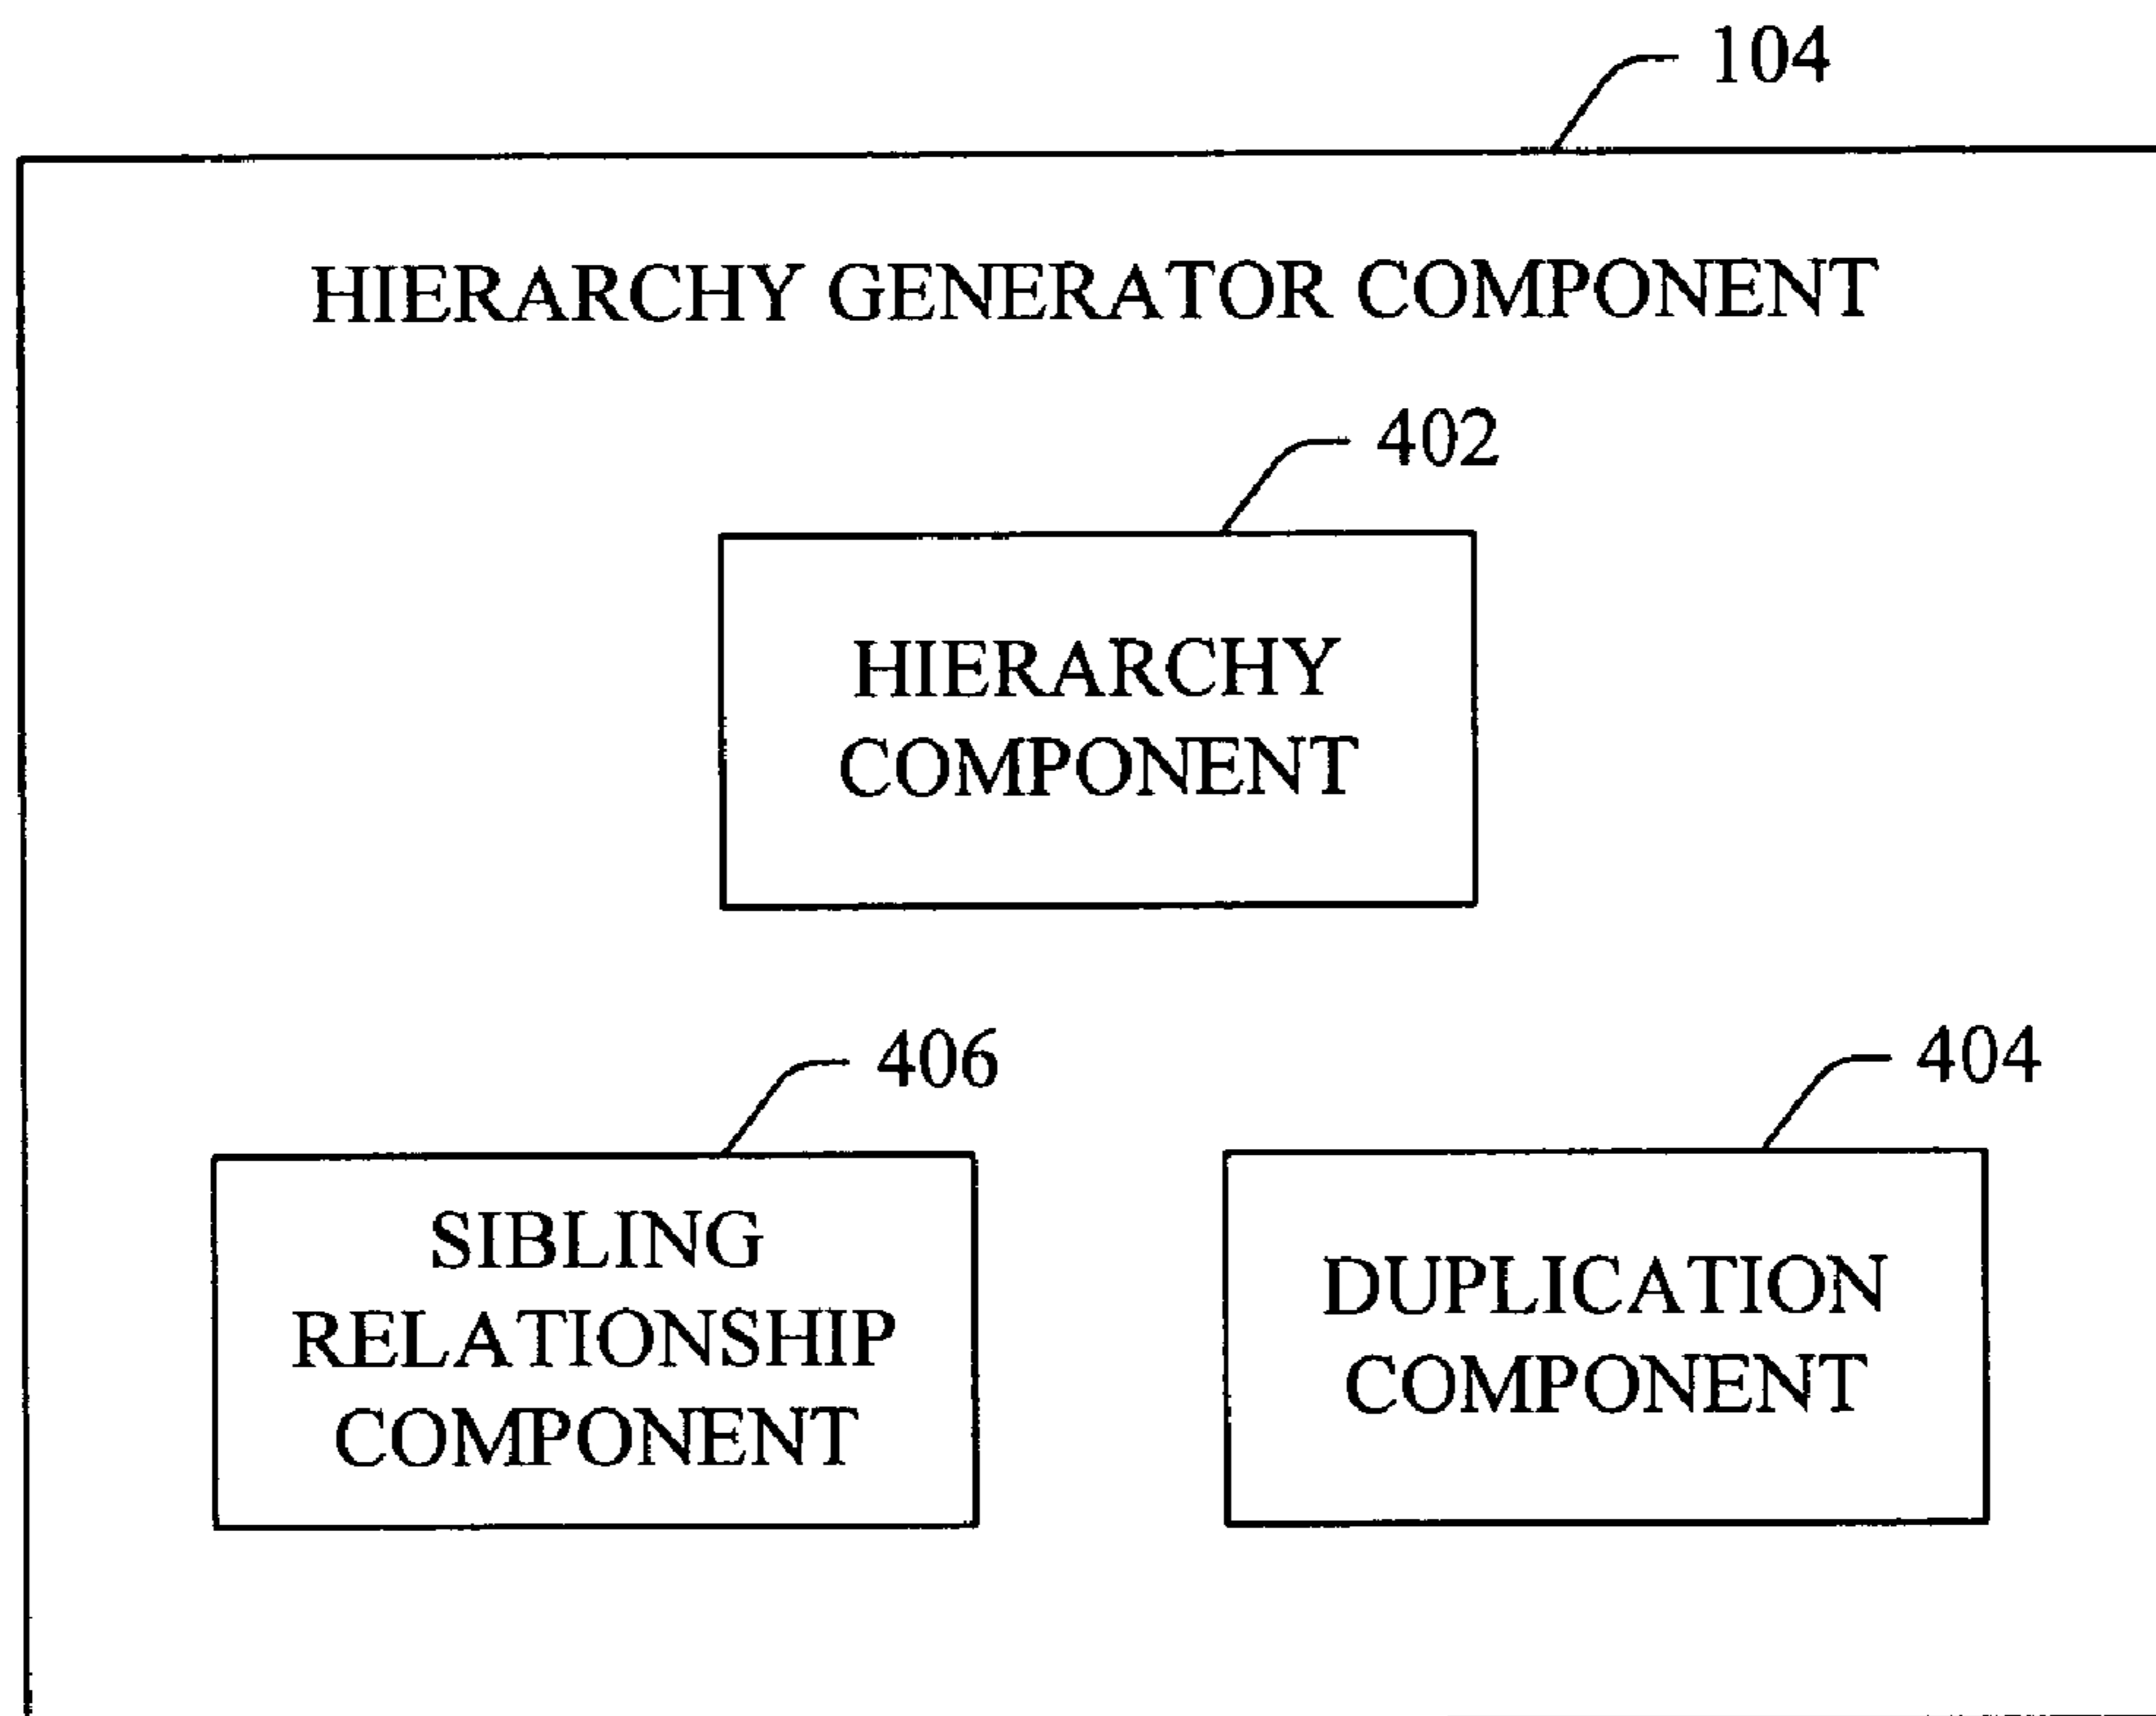 104
HIERARCHY GENERATOR COMPONENT
402
HIERARCHY
COMPONENT
406
404
SIBLING
RELATIONSHIP
COMPONENT
DUPLICATION
COMPONENT